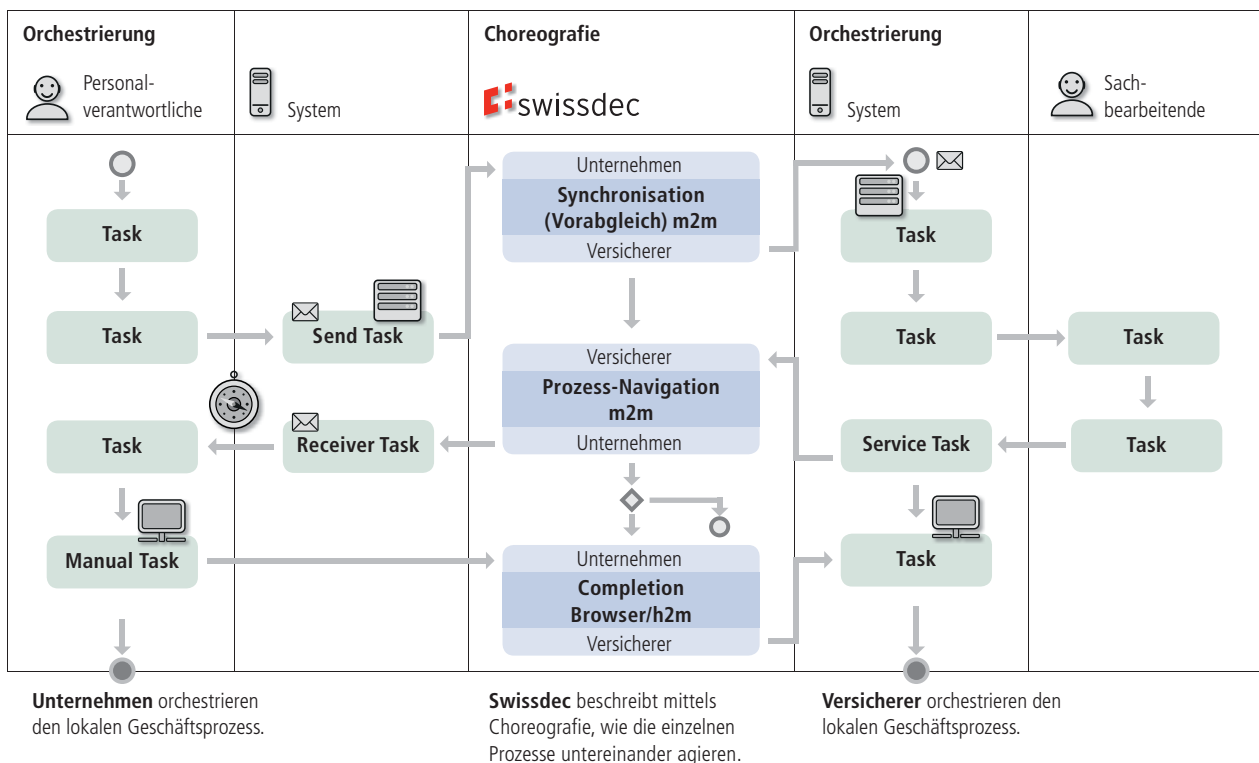 Orchestrierung
Choreografie
Orchestrierung
Personal-
verantwortliche
System
swissdec
System
Sach-
bearbeitende
Unternehmen
Synchronisation
(Vorabgleich) m2m
Versicherer
Task
Task
Task
Send Task
Task
Task
Versicherer
Prozess-Navigation
m2m
Unternehmen
Task
Receiver Task
Service Task
Task
Manual Task
Unternehmen
Completion
Browser/h2m
Versicherer
Task
Unternehmen orchestrieren
den lokalen Geschäftsprozess.
Swissdec beschreibt mittels
Choreografie, wie die einzelnen
Prozesse untereinander agieren.
Versicherer orchestrieren den
lokalen Geschäftsprozess.